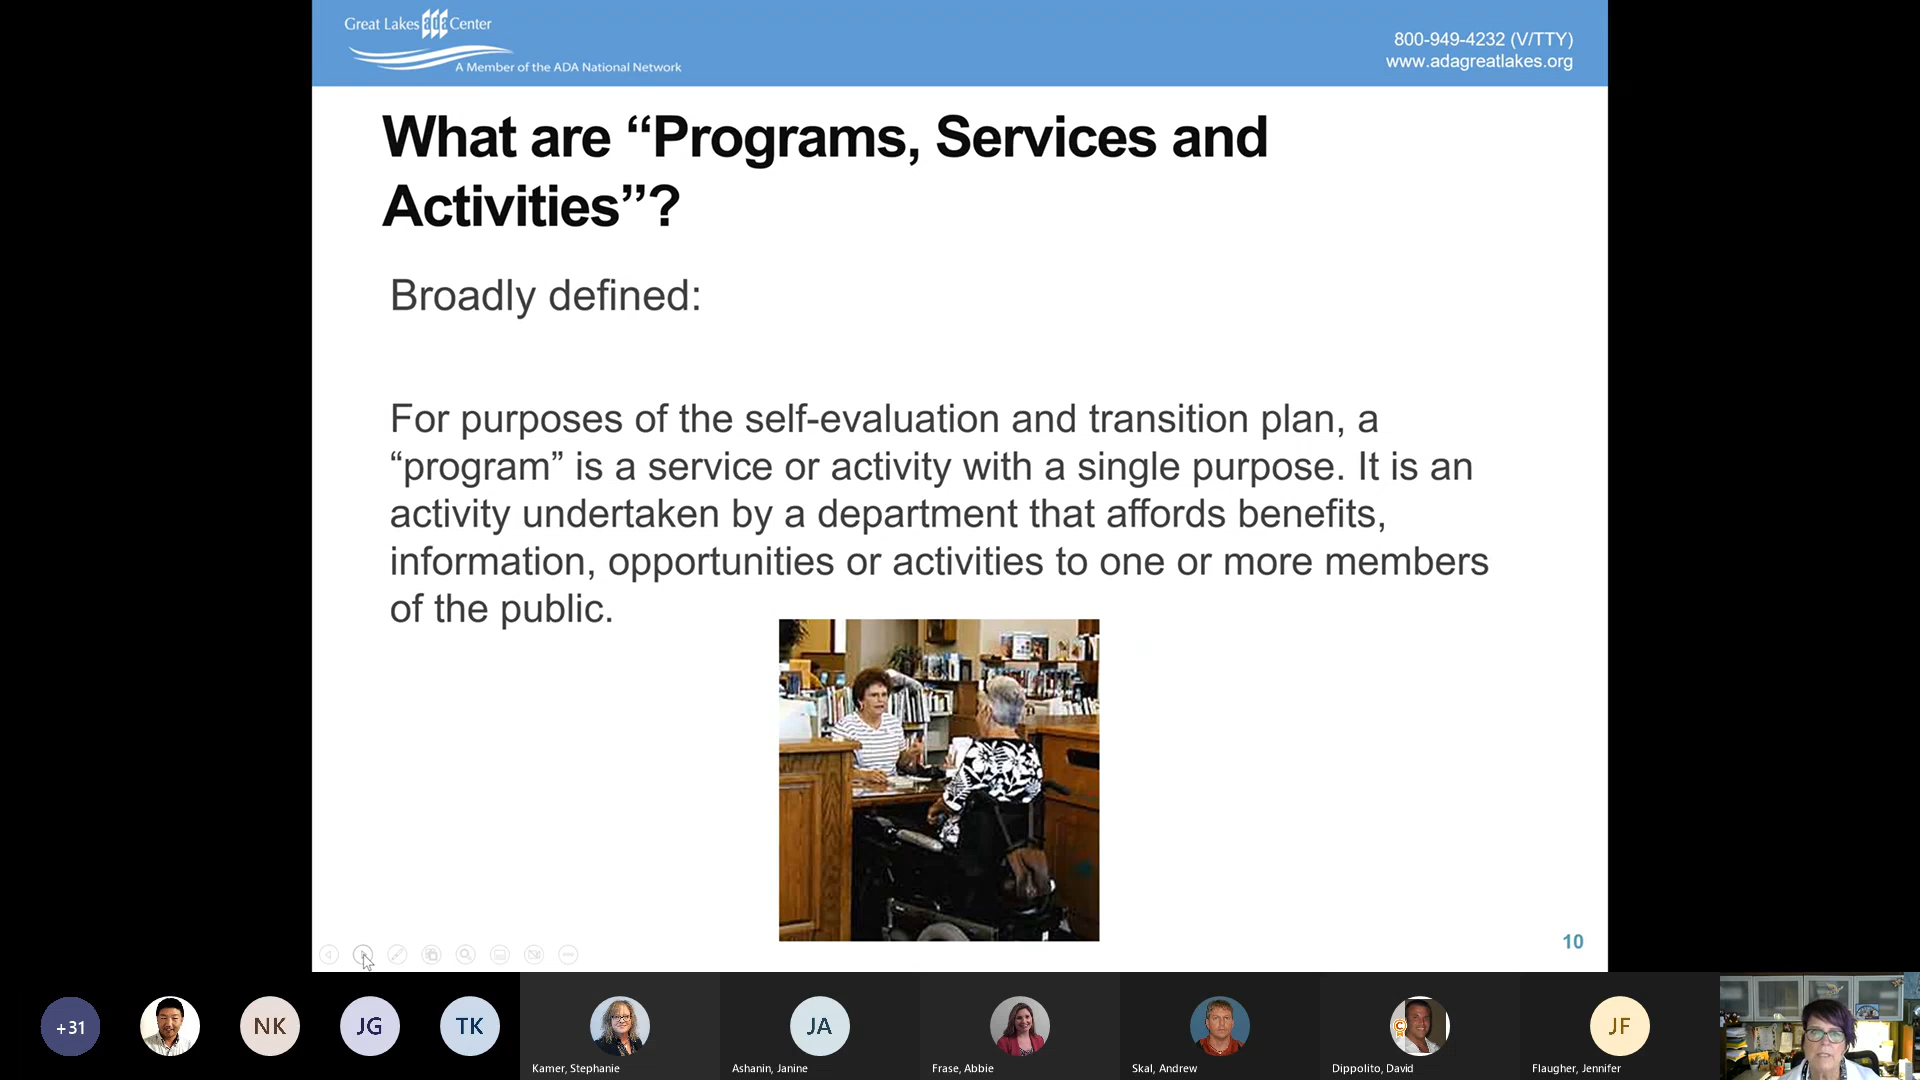 Great Lakes ada Center
A Member of the ADA National Network
800-949-4232 (V/TTY)
www.adagreatlakes.org
What are “Programs, Services and
Activities”?
Broadly defined:
For purposes of the self-evaluation and transition plan, a
“program” is a service or activity with a single purpose. It is an
activity undertaken by a department that affords benefits,
information, opportunities or activities to one or more members
of the public.
10
+31
NK
JG
TK
JA
JF
Kamer, Stephanie
Ashanin, Janine
Frase, Abbie
Skal, Andrew
Dippolito, David
Flaugher, Jennifer